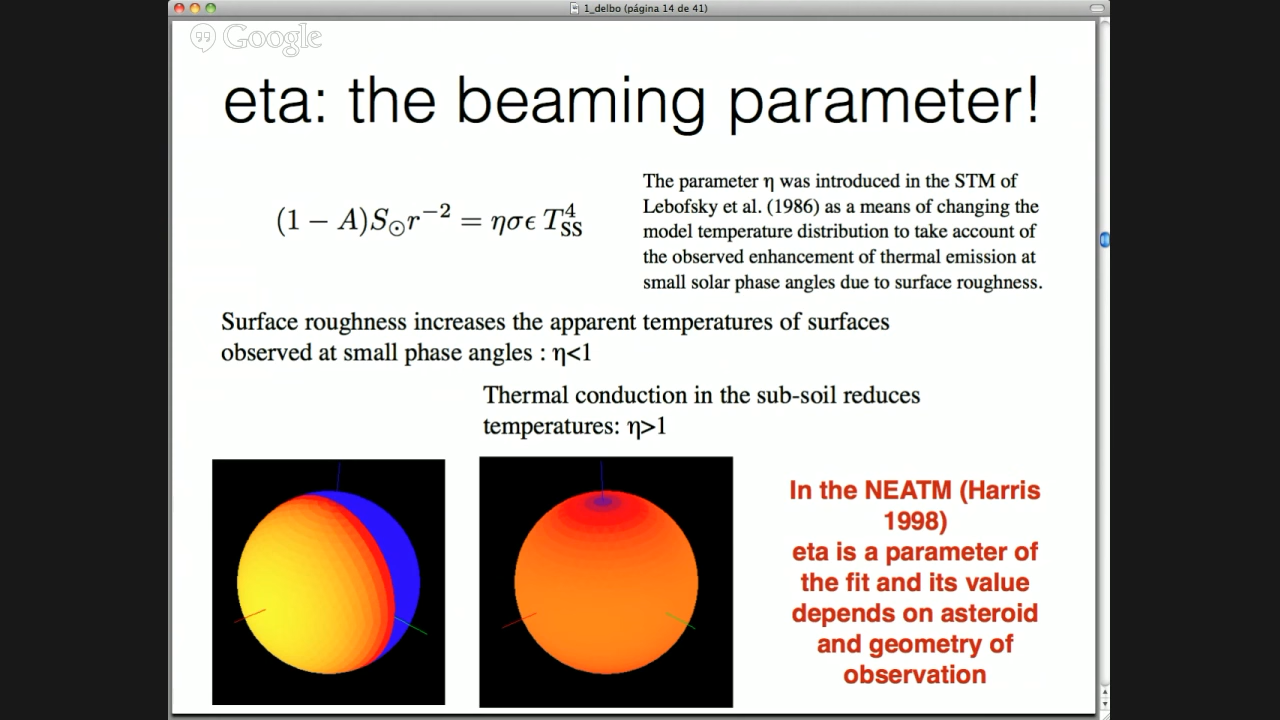 1_delbo (página 14 de 41)
Google
eta: the beaming parameter!
(1 − A)S⊙r⁻² = ησϵ T⁴SS
The parameter η was introduced in the STM of
Lebofsky et al. (1986) as a means of changing the
model temperature distribution to take account of
the observed enhancement of thermal emission at
small solar phase angles due to surface roughness.
Surface roughness increases the apparent temperatures of surfaces
observed at small phase angles : η<1
Thermal conduction in the sub-soil reduces
temperatures: η>1
In the NEATM (Harris
1998)
eta is a parameter of
the fit and its value
depends on asteroid
and geometry of
observation